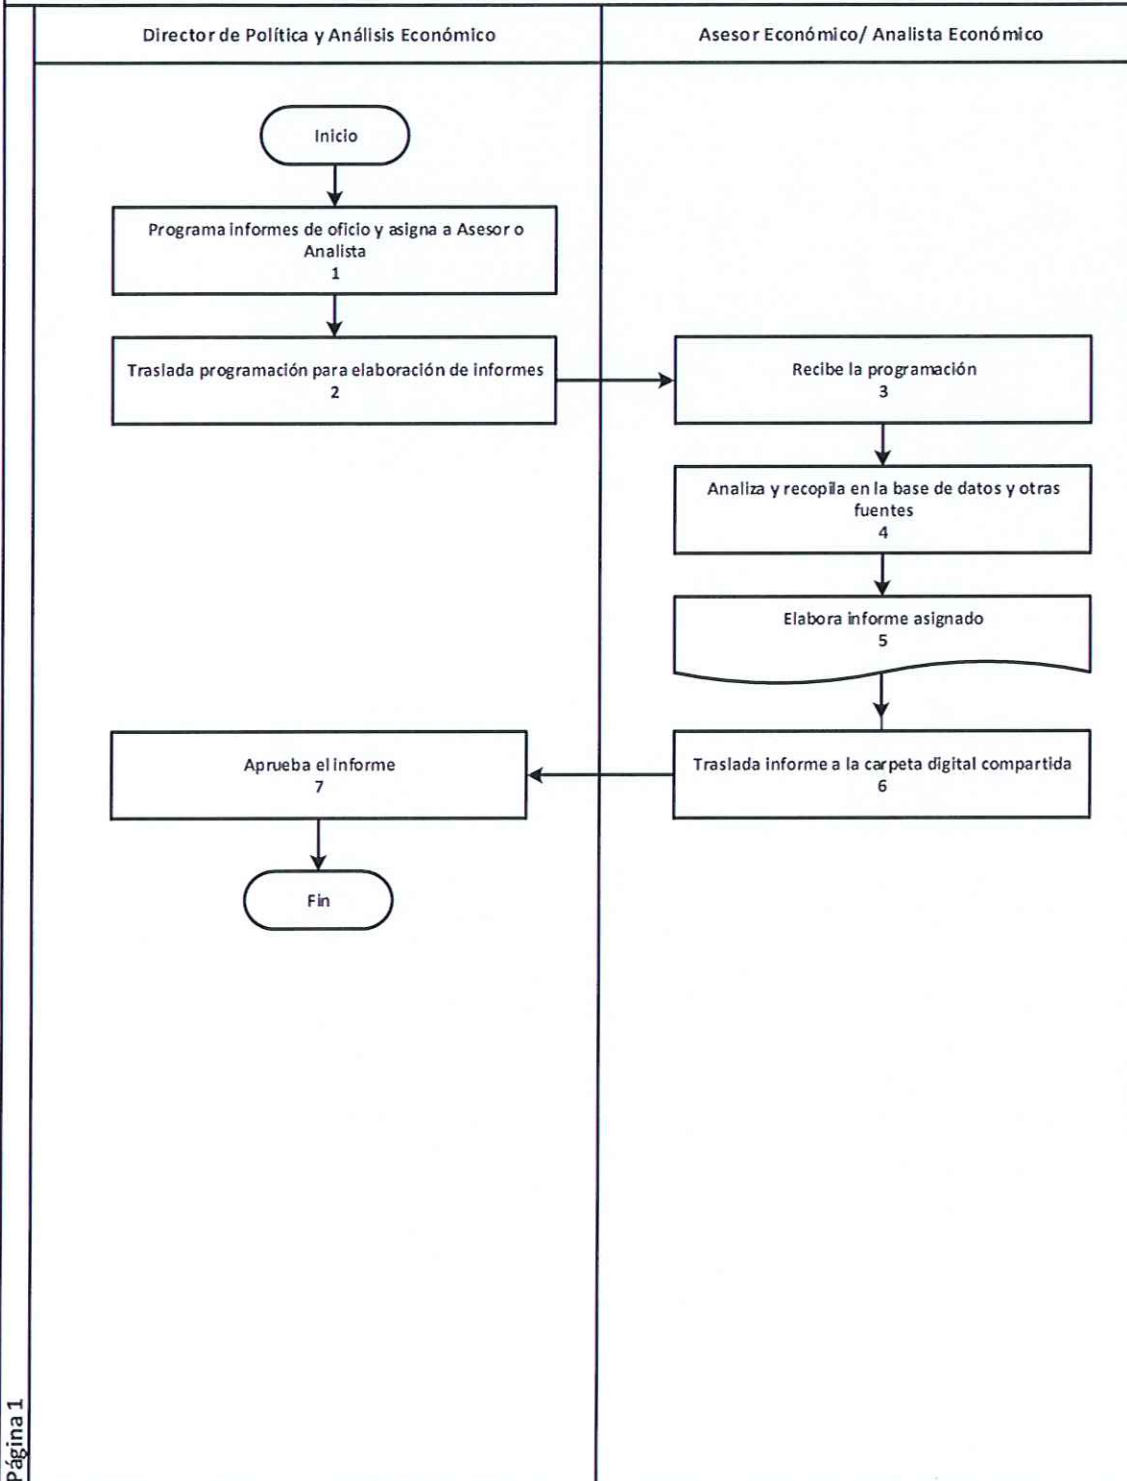 Director de Política y Análisis Económico
Asesor Económico/ Analista Económico
Inicio
Programa informes de oficio y asigna a Asesor o
Analista
1
Traslada programación para elaboración de informes
2
Recibe la programación
3
Analiza y recopila en la base de datos y otras
fuentes
4
Elabora informe asignado
5
Traslada informe a la carpeta digital compartida
6
Aprueba el informe
7
Fin
Página 1